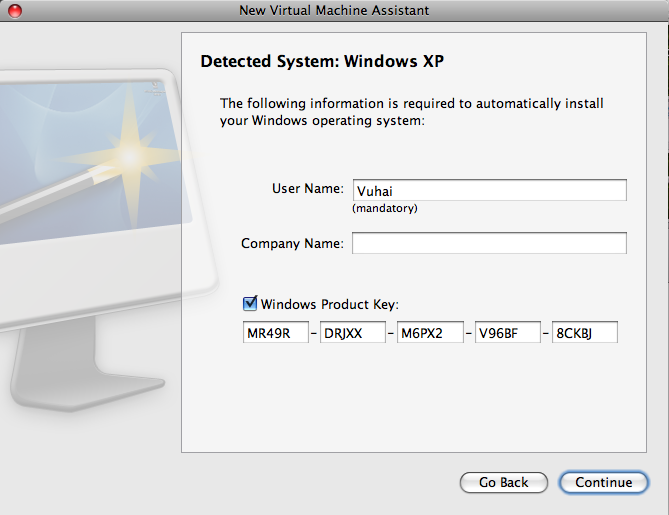 New Virtual Machine Assistant
Detected System: Windows XP
The following information is required to automatically install
your Windows operating system:
User Name: Vuhai
(mandatory)
Company Name:
Windows Product Key:
MR49R - DRJXX - M6PX2 - V96BF - 8CKBJ
Go Back Continue